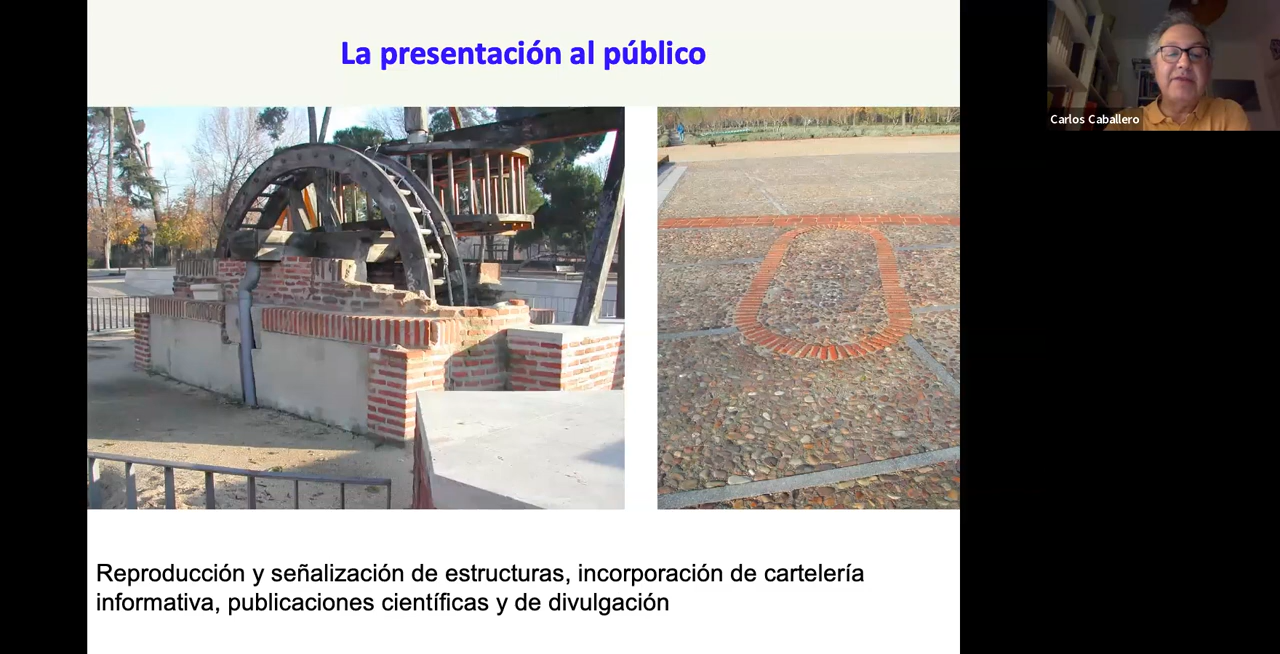 La presentación al público
Carlos Caballero
Reproducción y señalización de estructuras, incorporación de cartelería
informativa, publicaciones científicas y de divulgación